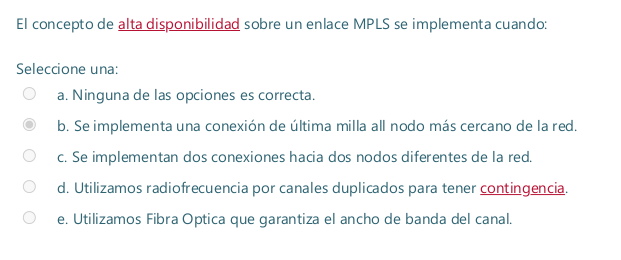 El concepto de alta disponibilidad sobre un enlace MPLS se implementa cuando:
Seleccione una:
a. Ninguna de las opciones es correcta.
b. Se implementa una conexión de última milla all nodo más cercano de la red.
c. Se implementan dos conexiones hacia dos nodos diferentes de la red.
d. Utilizamos radiofrecuencia por canales duplicados para tener contingencia.
e. Utilizamos Fibra Optica que garantiza el ancho de banda del canal.